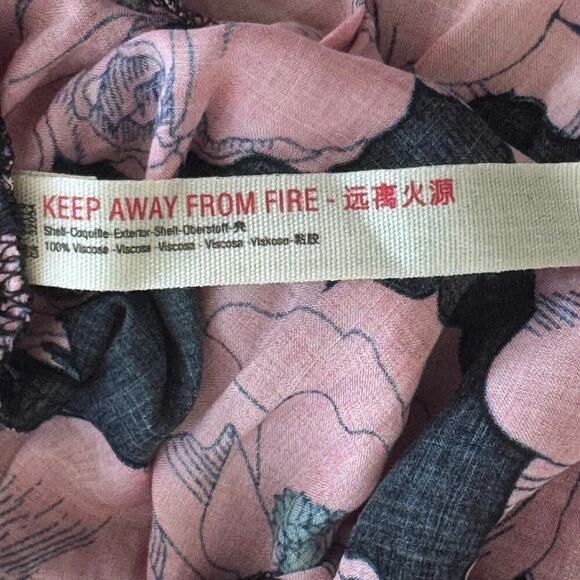 KEEP AWAY FROM FIRE - 远离火源
Shell-Coquille-Exterior-Shell-Oberstoff-壳
100% Viscose -Viscose -Viscosa - Viscosa -Viskose-粘胶